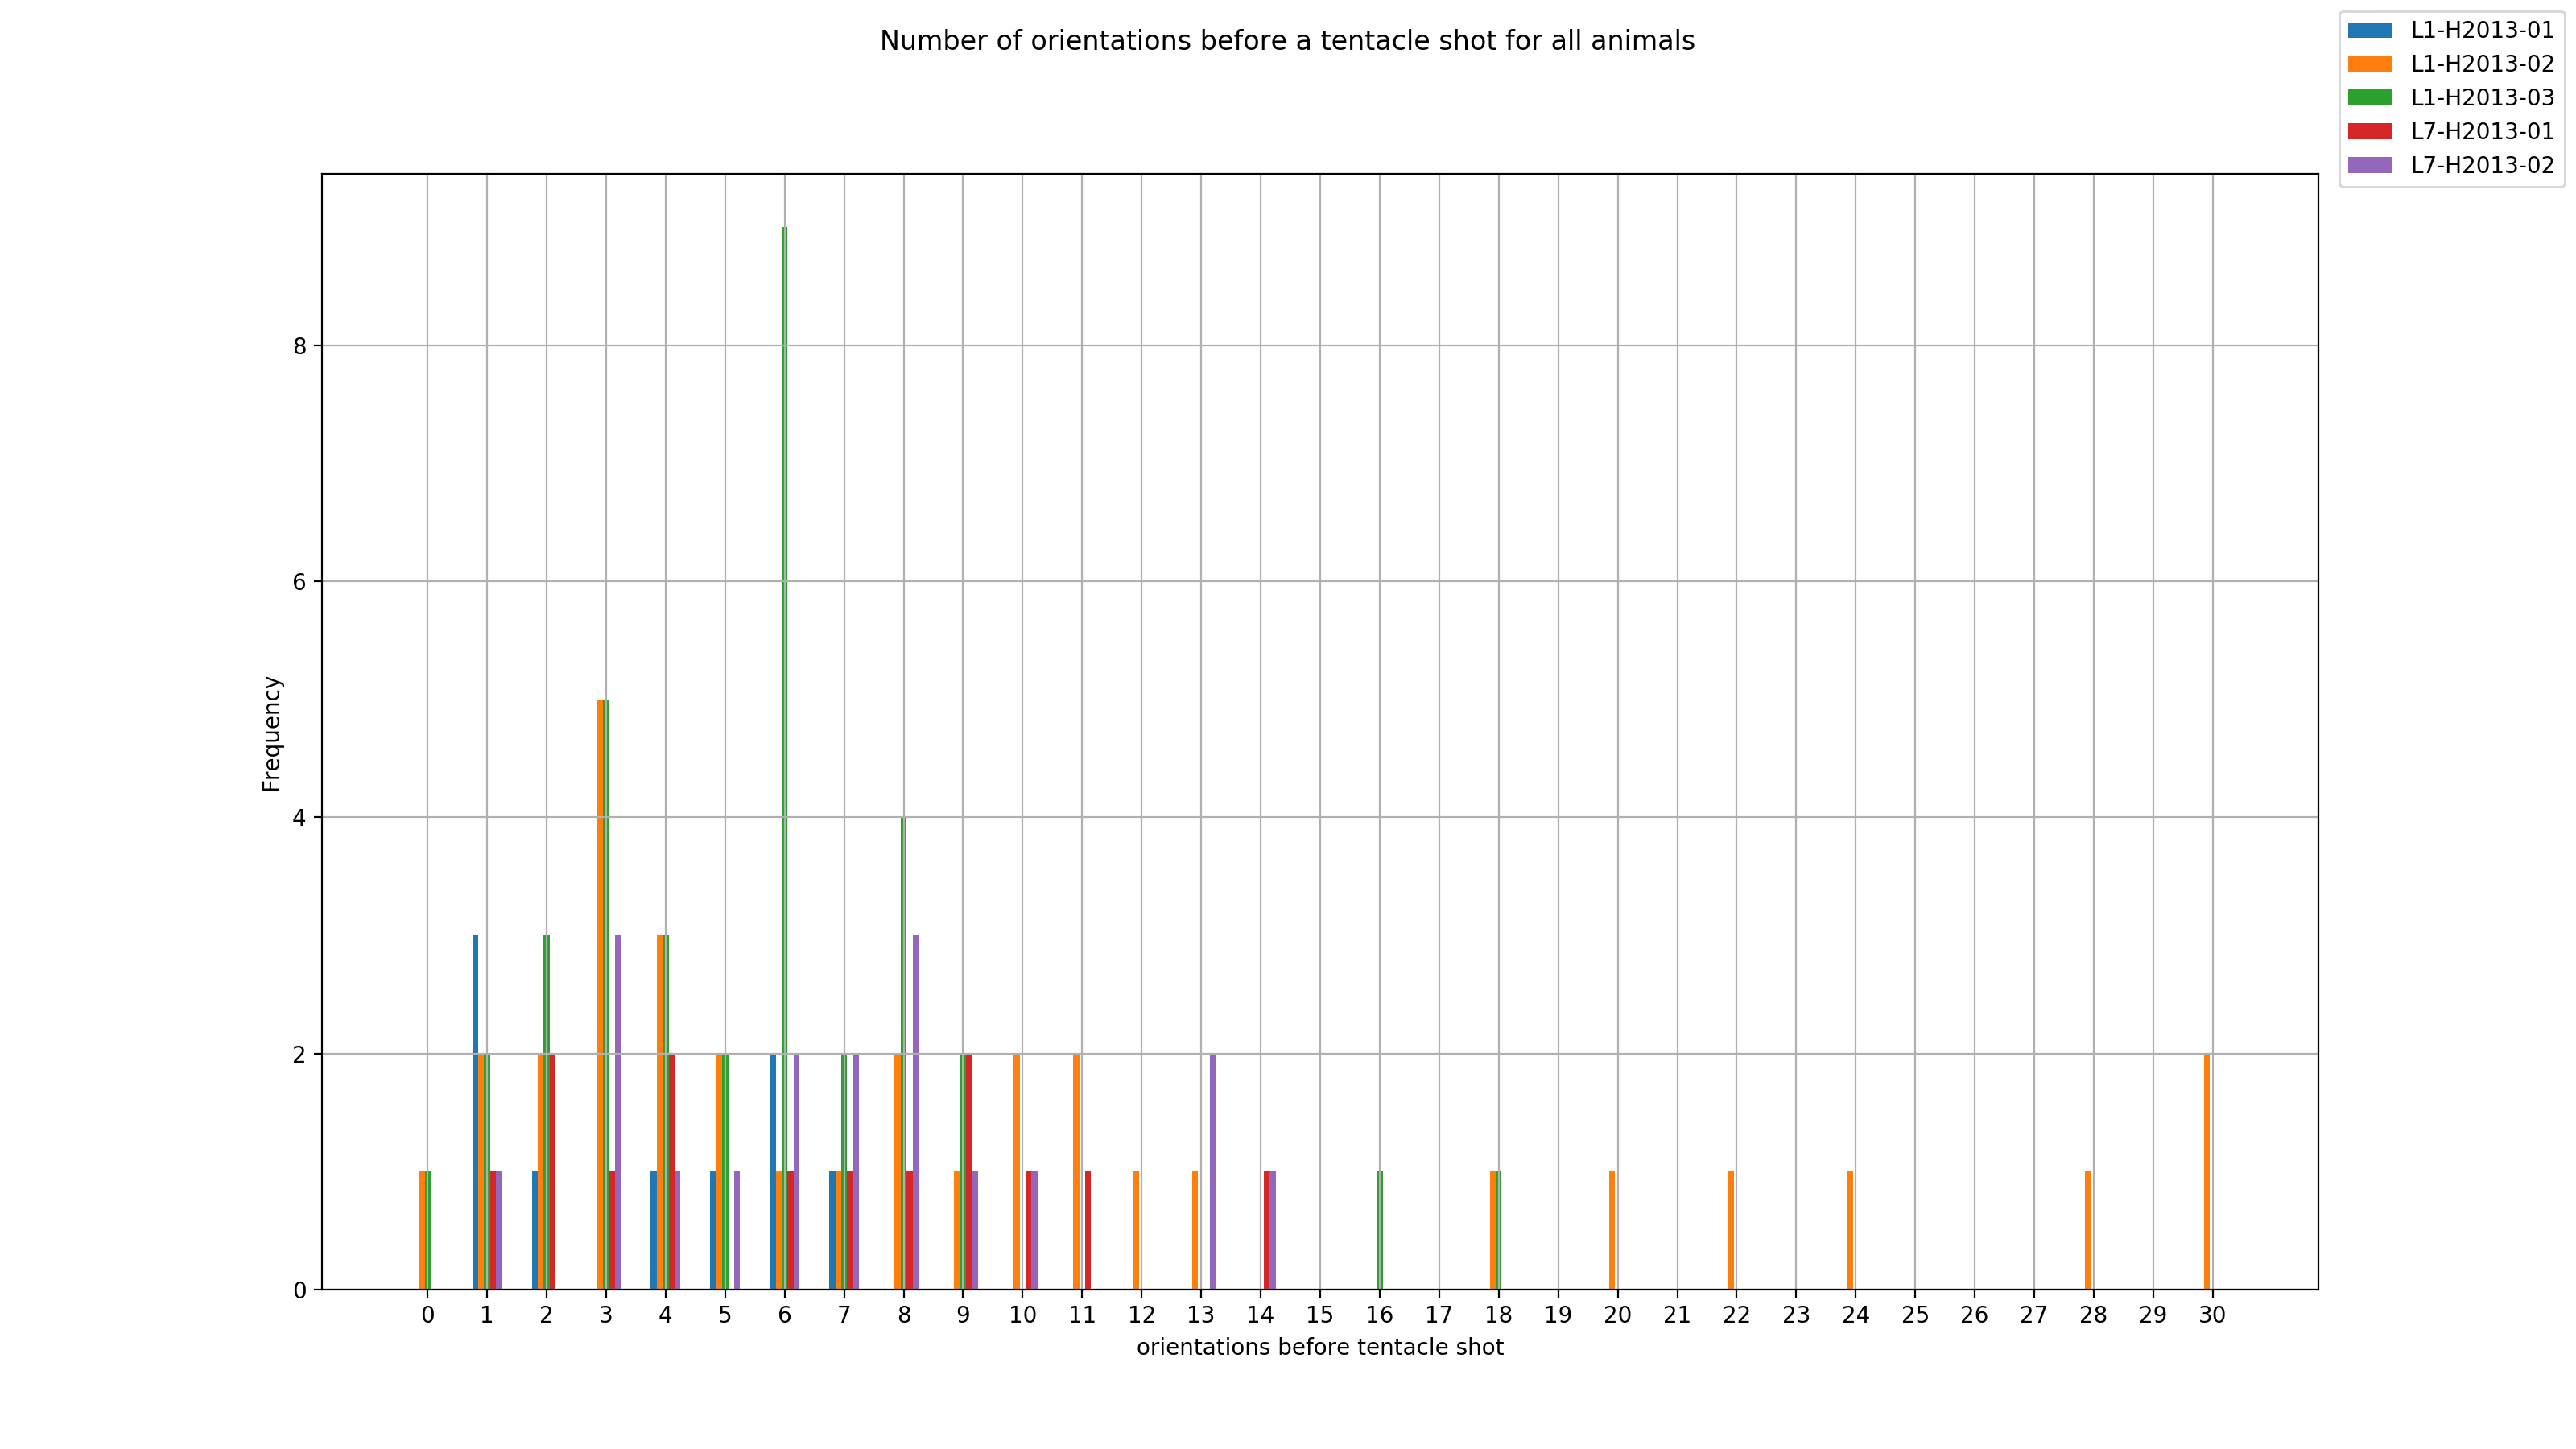 Number of orientations before a tentacle shot for all animals
L1-H2013-01
L1-H2013-02
L1-H2013-03
L7-H2013-01
L7-H2013-02
Frequency
8
6
4
2
0
0 1 2 3 4 5 6 7 8 9 10 11 12 13 14 15 16 17 18 19 20 21 22 23 24 25 26 27 28 29 30
orientations before tentacle shot